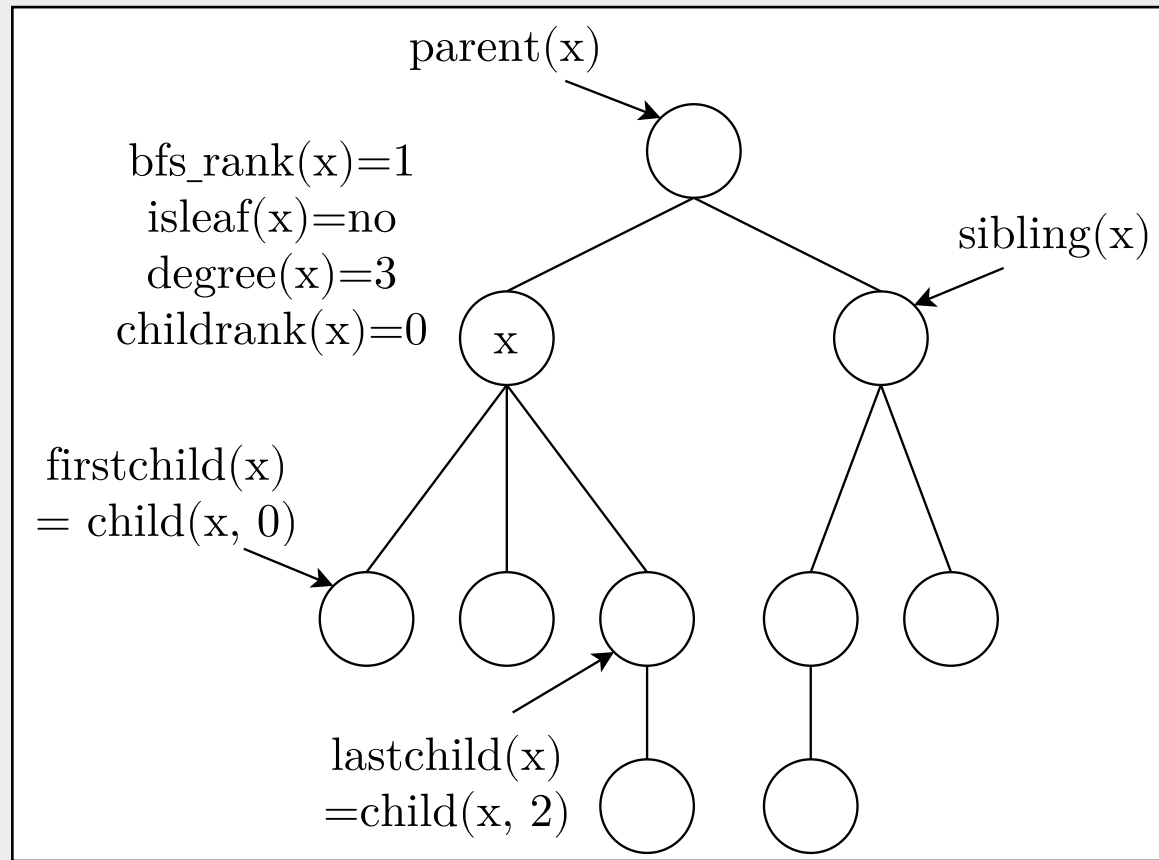 parent(x)
bfs_rank(x)=1
isleaf(x)=no
degree(x)=3
childrank(x)=0
sibling(x)
x
firstchild(x)
= child(x, 0)
lastchild(x)
=child(x, 2)